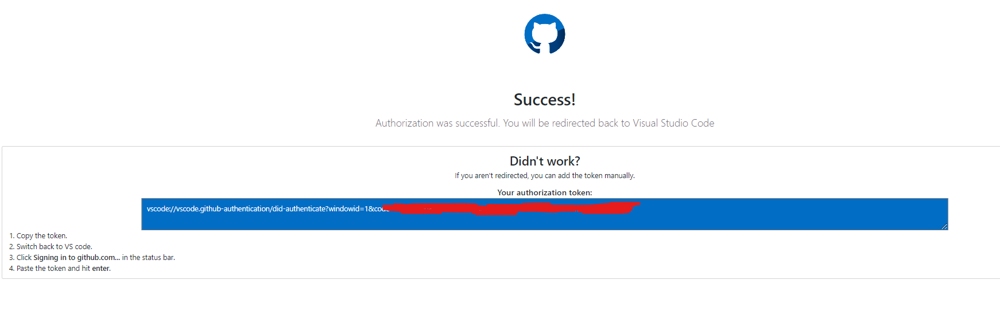 Success!
Authorization was successful. You will be redirected back to Visual Studio Code
Didn't work?
If you aren't redirected, you can add the token manually.
Your authorization token:
vscode://vscode.github-authentication/did-authenticate?windowid=1&code
1. Copy the token.
2. Switch back to VS code.
3. Click Signing in to github.com... in the status bar.
4. Paste the token and hit enter.